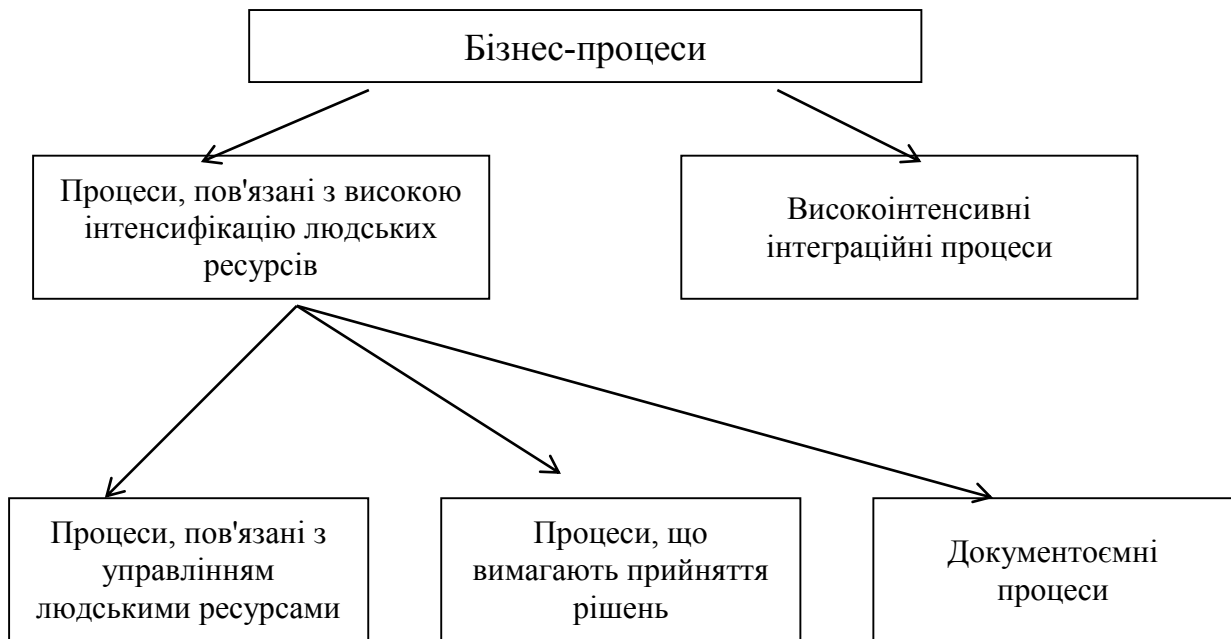 Бізнес-процеси
Процеси, пов'язані з високою
інтенсифікацію людських
ресурсів
Високоінтенсивні
інтеграційні процеси
Процеси, пов'язані з
управлінням
людськими ресурсами
Процеси, що
вимагають прийняття
рішень
Документоємні
процеси